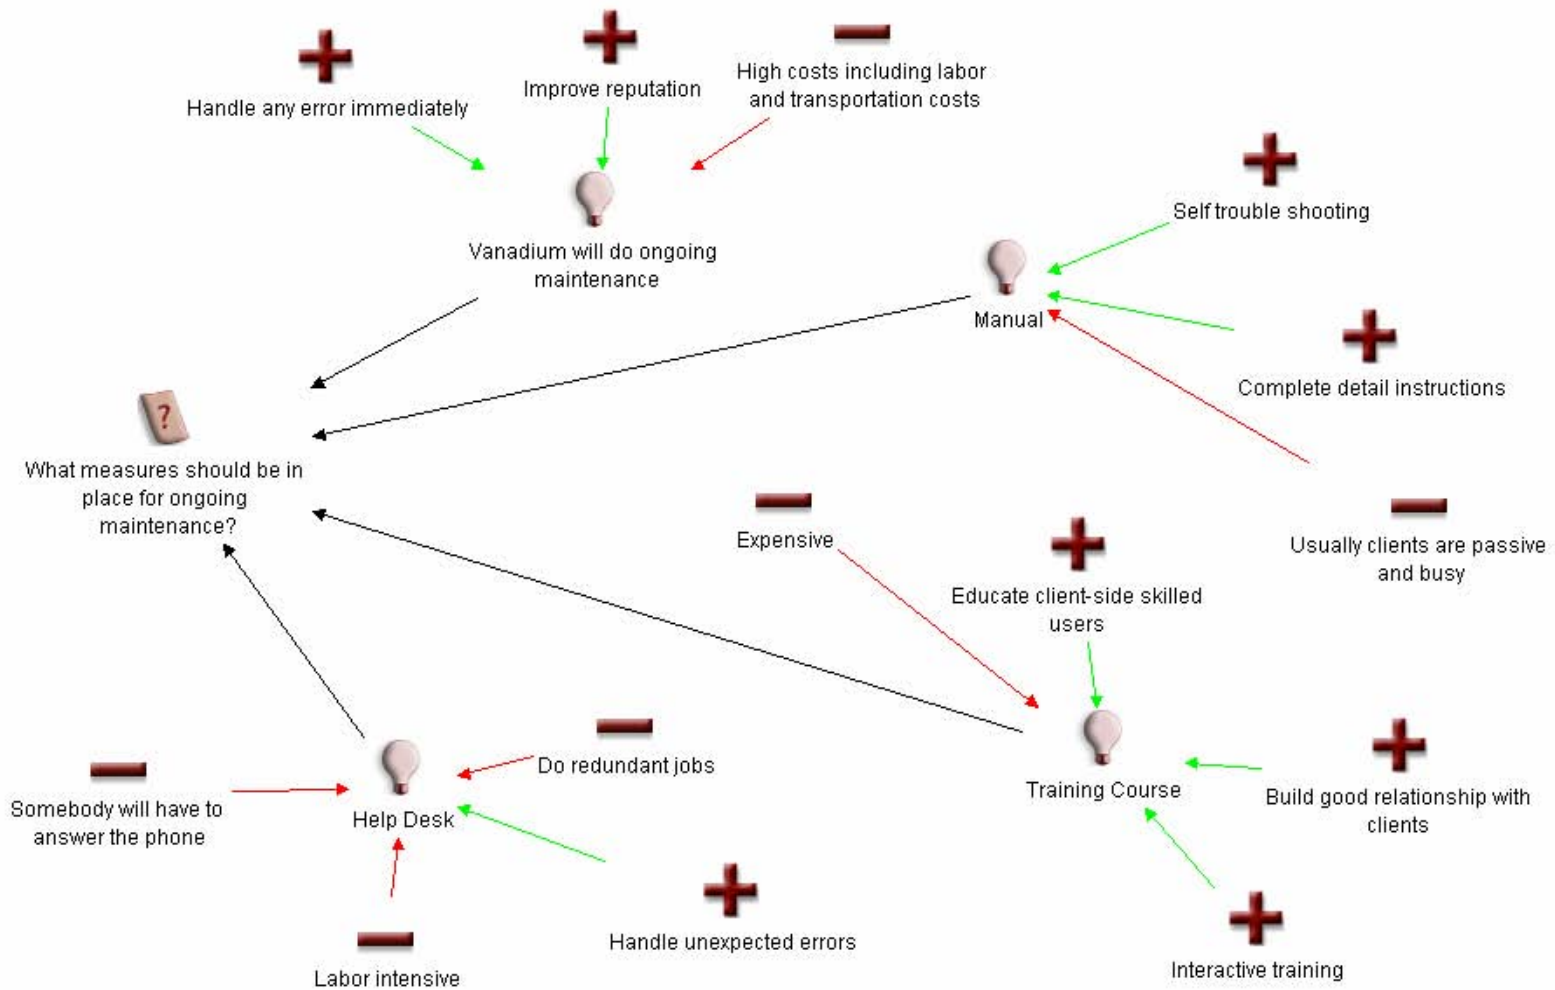 Handle any error immediately
Improve reputation
High costs including labor
and transportation costs
Vanadium will do ongoing
maintenance
Self trouble shooting
Manual
Complete detail instructions
Usually clients are passive
and busy
?
What measures should be in
place for ongoing
maintenance?
Expensive
Educate client-side skilled
users
Training Course
Build good relationship with
clients
Interactive training
Do redundant jobs
Somebody will have to
answer the phone
Help Desk
Handle unexpected errors
Labor intensive